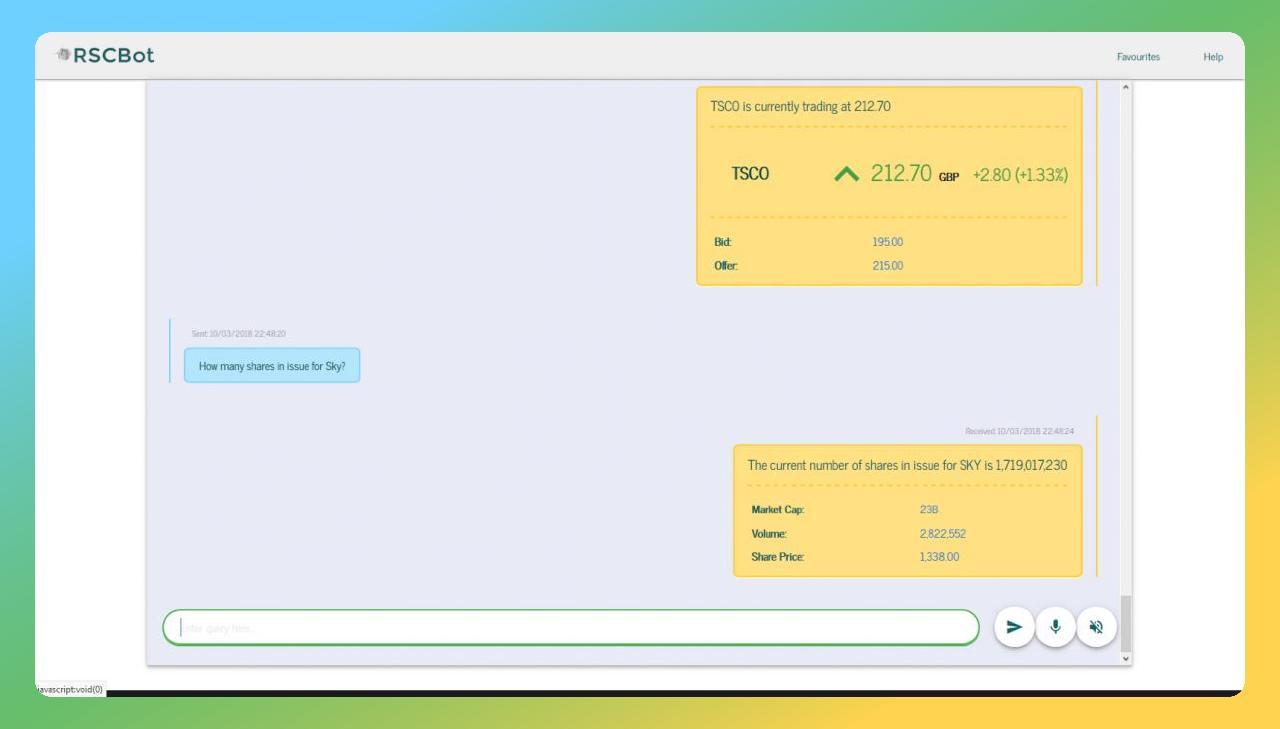 RSCBot
Favourites
Help
TSCO is currently trading at 212.70
TSCO 212.70 GBP +2.80 (+1.33%)
Bid: 195.00
Offer: 215.00
Sent: 10/03/2018 22:48:20
How many shares in issue for Sky?
Received: 10/03/2018 22:48:24
The current number of shares in issue for SKY is 1,719,017,230
Market Cap: 23B
Volume: 2,822,552
Share Price: 1,338.00
Enter query here...
javascript:void(0)